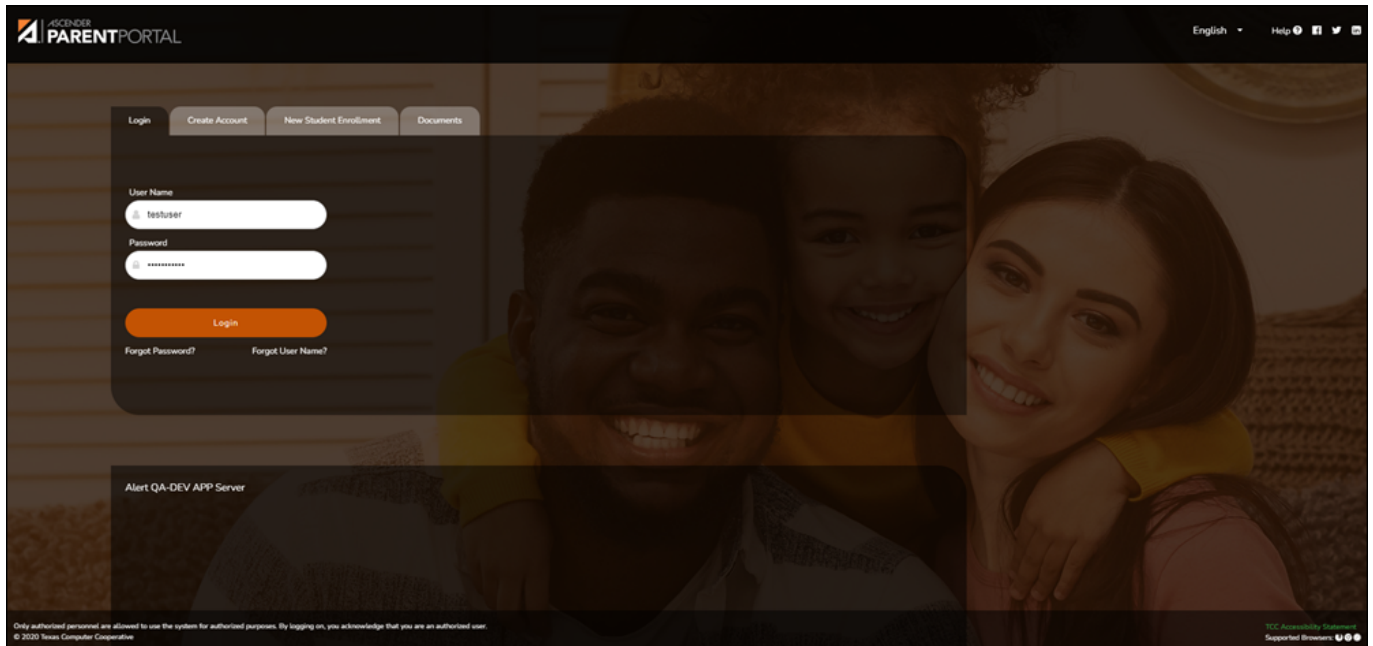 ASCENDER
PARENTPORTAL
English
Help
Login
Create Account
New Student Enrollment
Documents
User Name
testuser
Password
Login
Forgot Password?
Forgot User Name?
Alert QA-DEV APP Server
Only authorized personnel are allowed to use the system for authorized purposes. By logging on, you acknowledge that you are an authorized user.
© 2020 Texas Computer Cooperative
TCC Accessibility Statement
Supported Browsers: